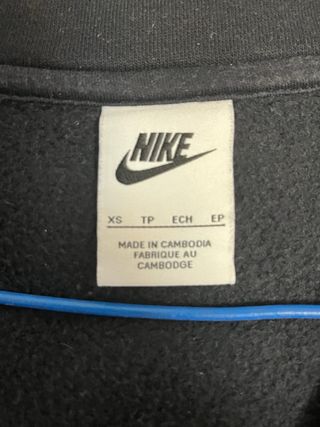 NIKE
XS TP ECH EP
MADE IN CAMBODIA
FABRIQUE AU
CAMBODGE